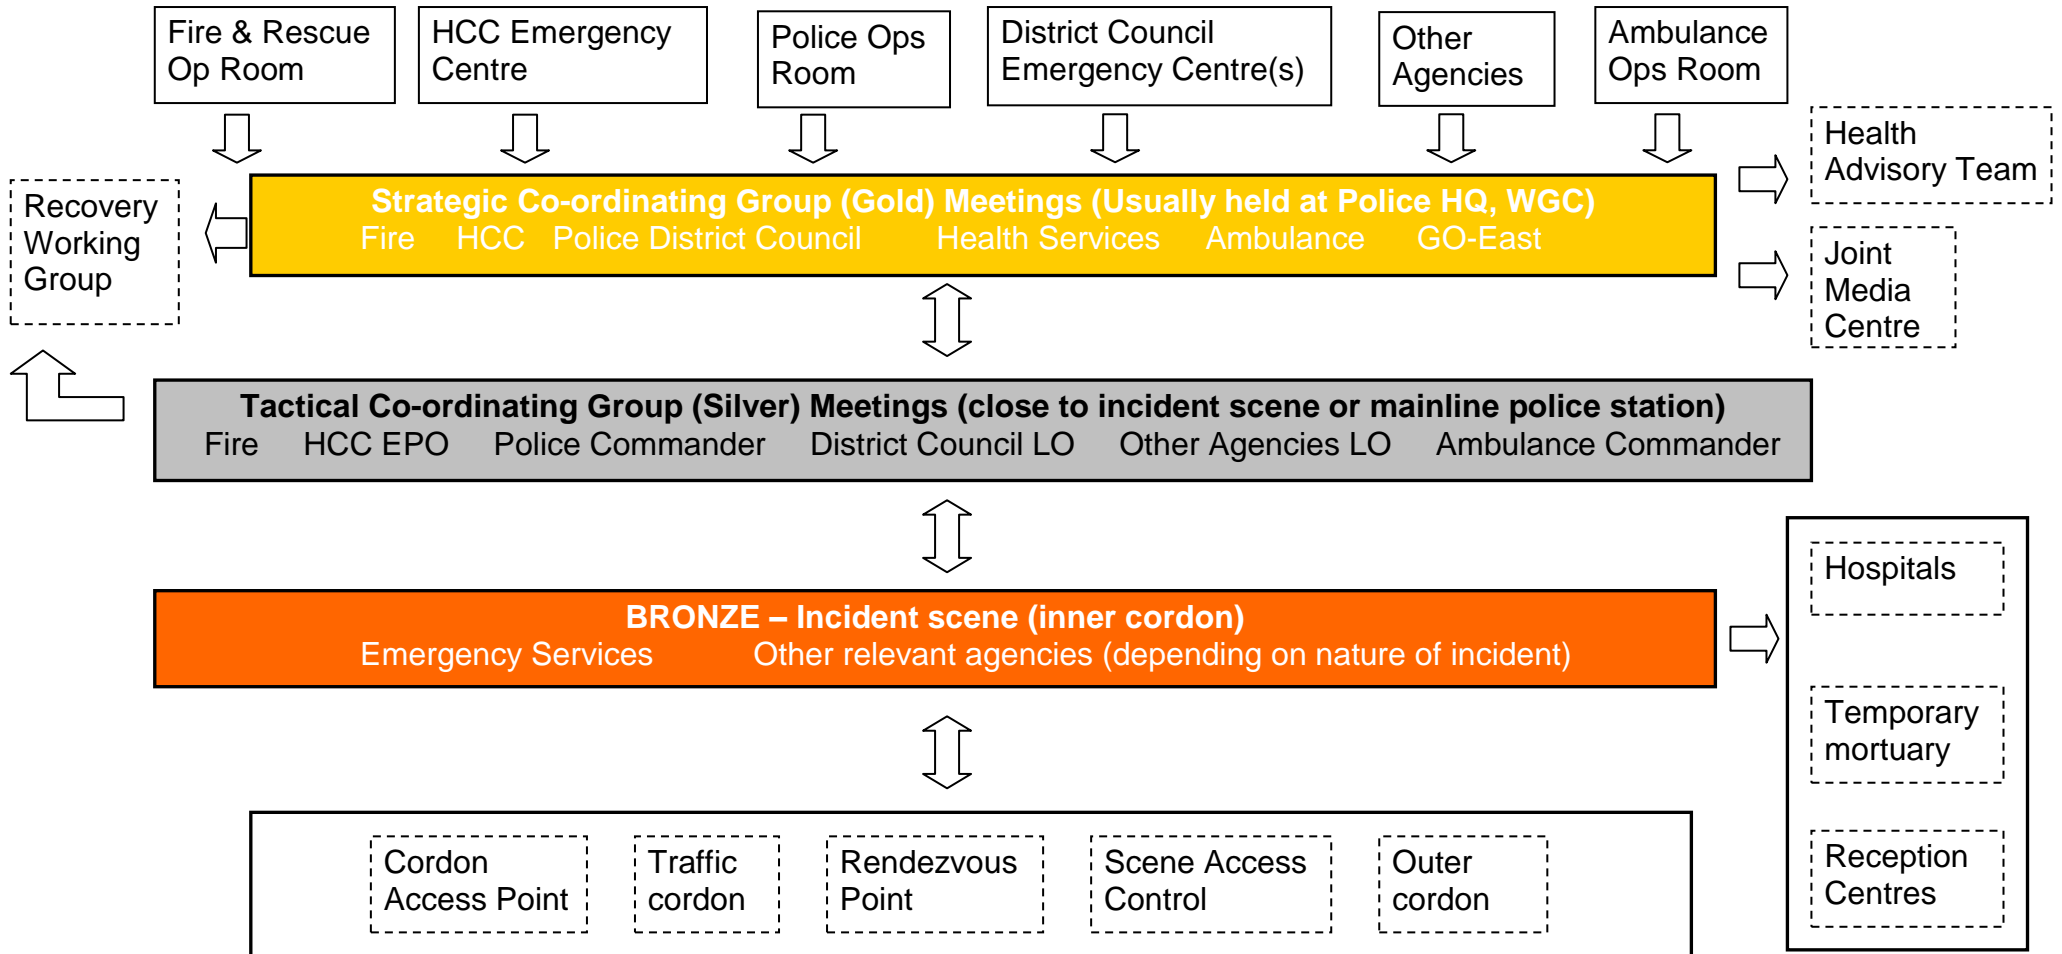 Fire & Rescue
Op Room
HCC Emergency
Centre
Police Ops
Room
District Council
Emergency Centre(s)
Other
Agencies
Ambulance
Ops Room
Health
Advisory Team
Recovery
Working
Group
Strategic Co-ordinating Group (Gold) Meetings (Usually held at Police HQ, WGC)
Fire HCC Police District Council Health Services Ambulance GO-East
Joint
Media
Centre
Tactical Co-ordinating Group (Silver) Meetings (close to incident scene or mainline police station)
Fire HCC EPO Police Commander District Council LO Other Agencies LO Ambulance Commander
BRONZE – Incident scene (inner cordon)
Emergency Services Other relevant agencies (depending on nature of incident)
Hospitals
Temporary
mortuary
Reception
Centres
Cordon
Access Point
Traffic
cordon
Rendezvous
Point
Scene Access
Control
Outer
cordon